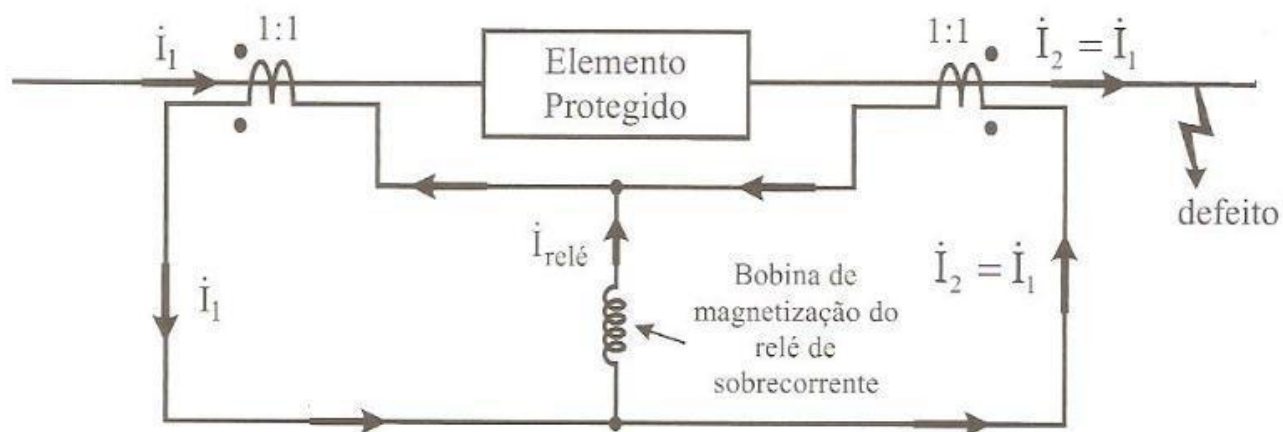 İ₁
1:1
Elemento
Protegido
1:1
İ₂ = İ₁
defeito
İ₁
İrelé
Bobina de
magnetização do
relé de
sobrecorrente
İ₂ = İ₁